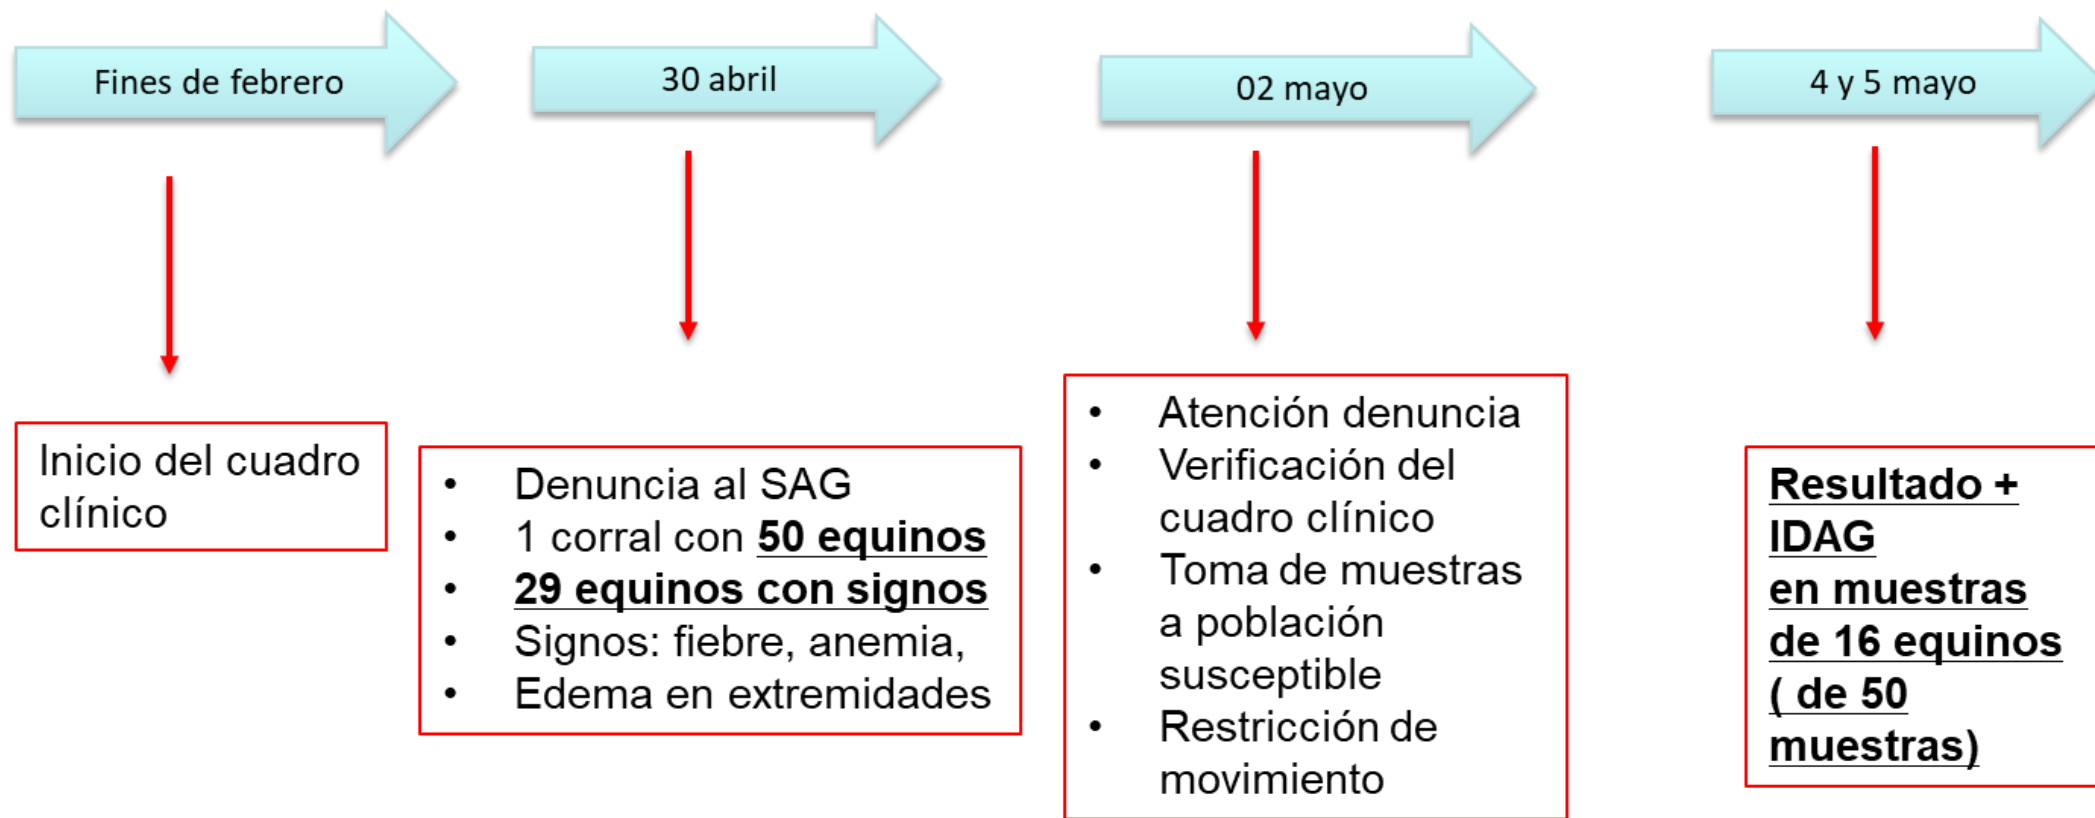 Fines de febrero
30 abril
02 mayo
4 y 5 mayo
Inicio del cuadro
clínico
• Denuncia al SAG
• 1 corral con 50 equinos
• 29 equinos con signos
• Signos: fiebre, anemia,
• Edema en extremidades
• Atención denuncia
• Verificación del
cuadro clínico
• Toma de muestras
a población
susceptible
• Restricción de
movimiento
Resultado +
IDAG
en muestras
de 16 equinos
( de 50
muestras)